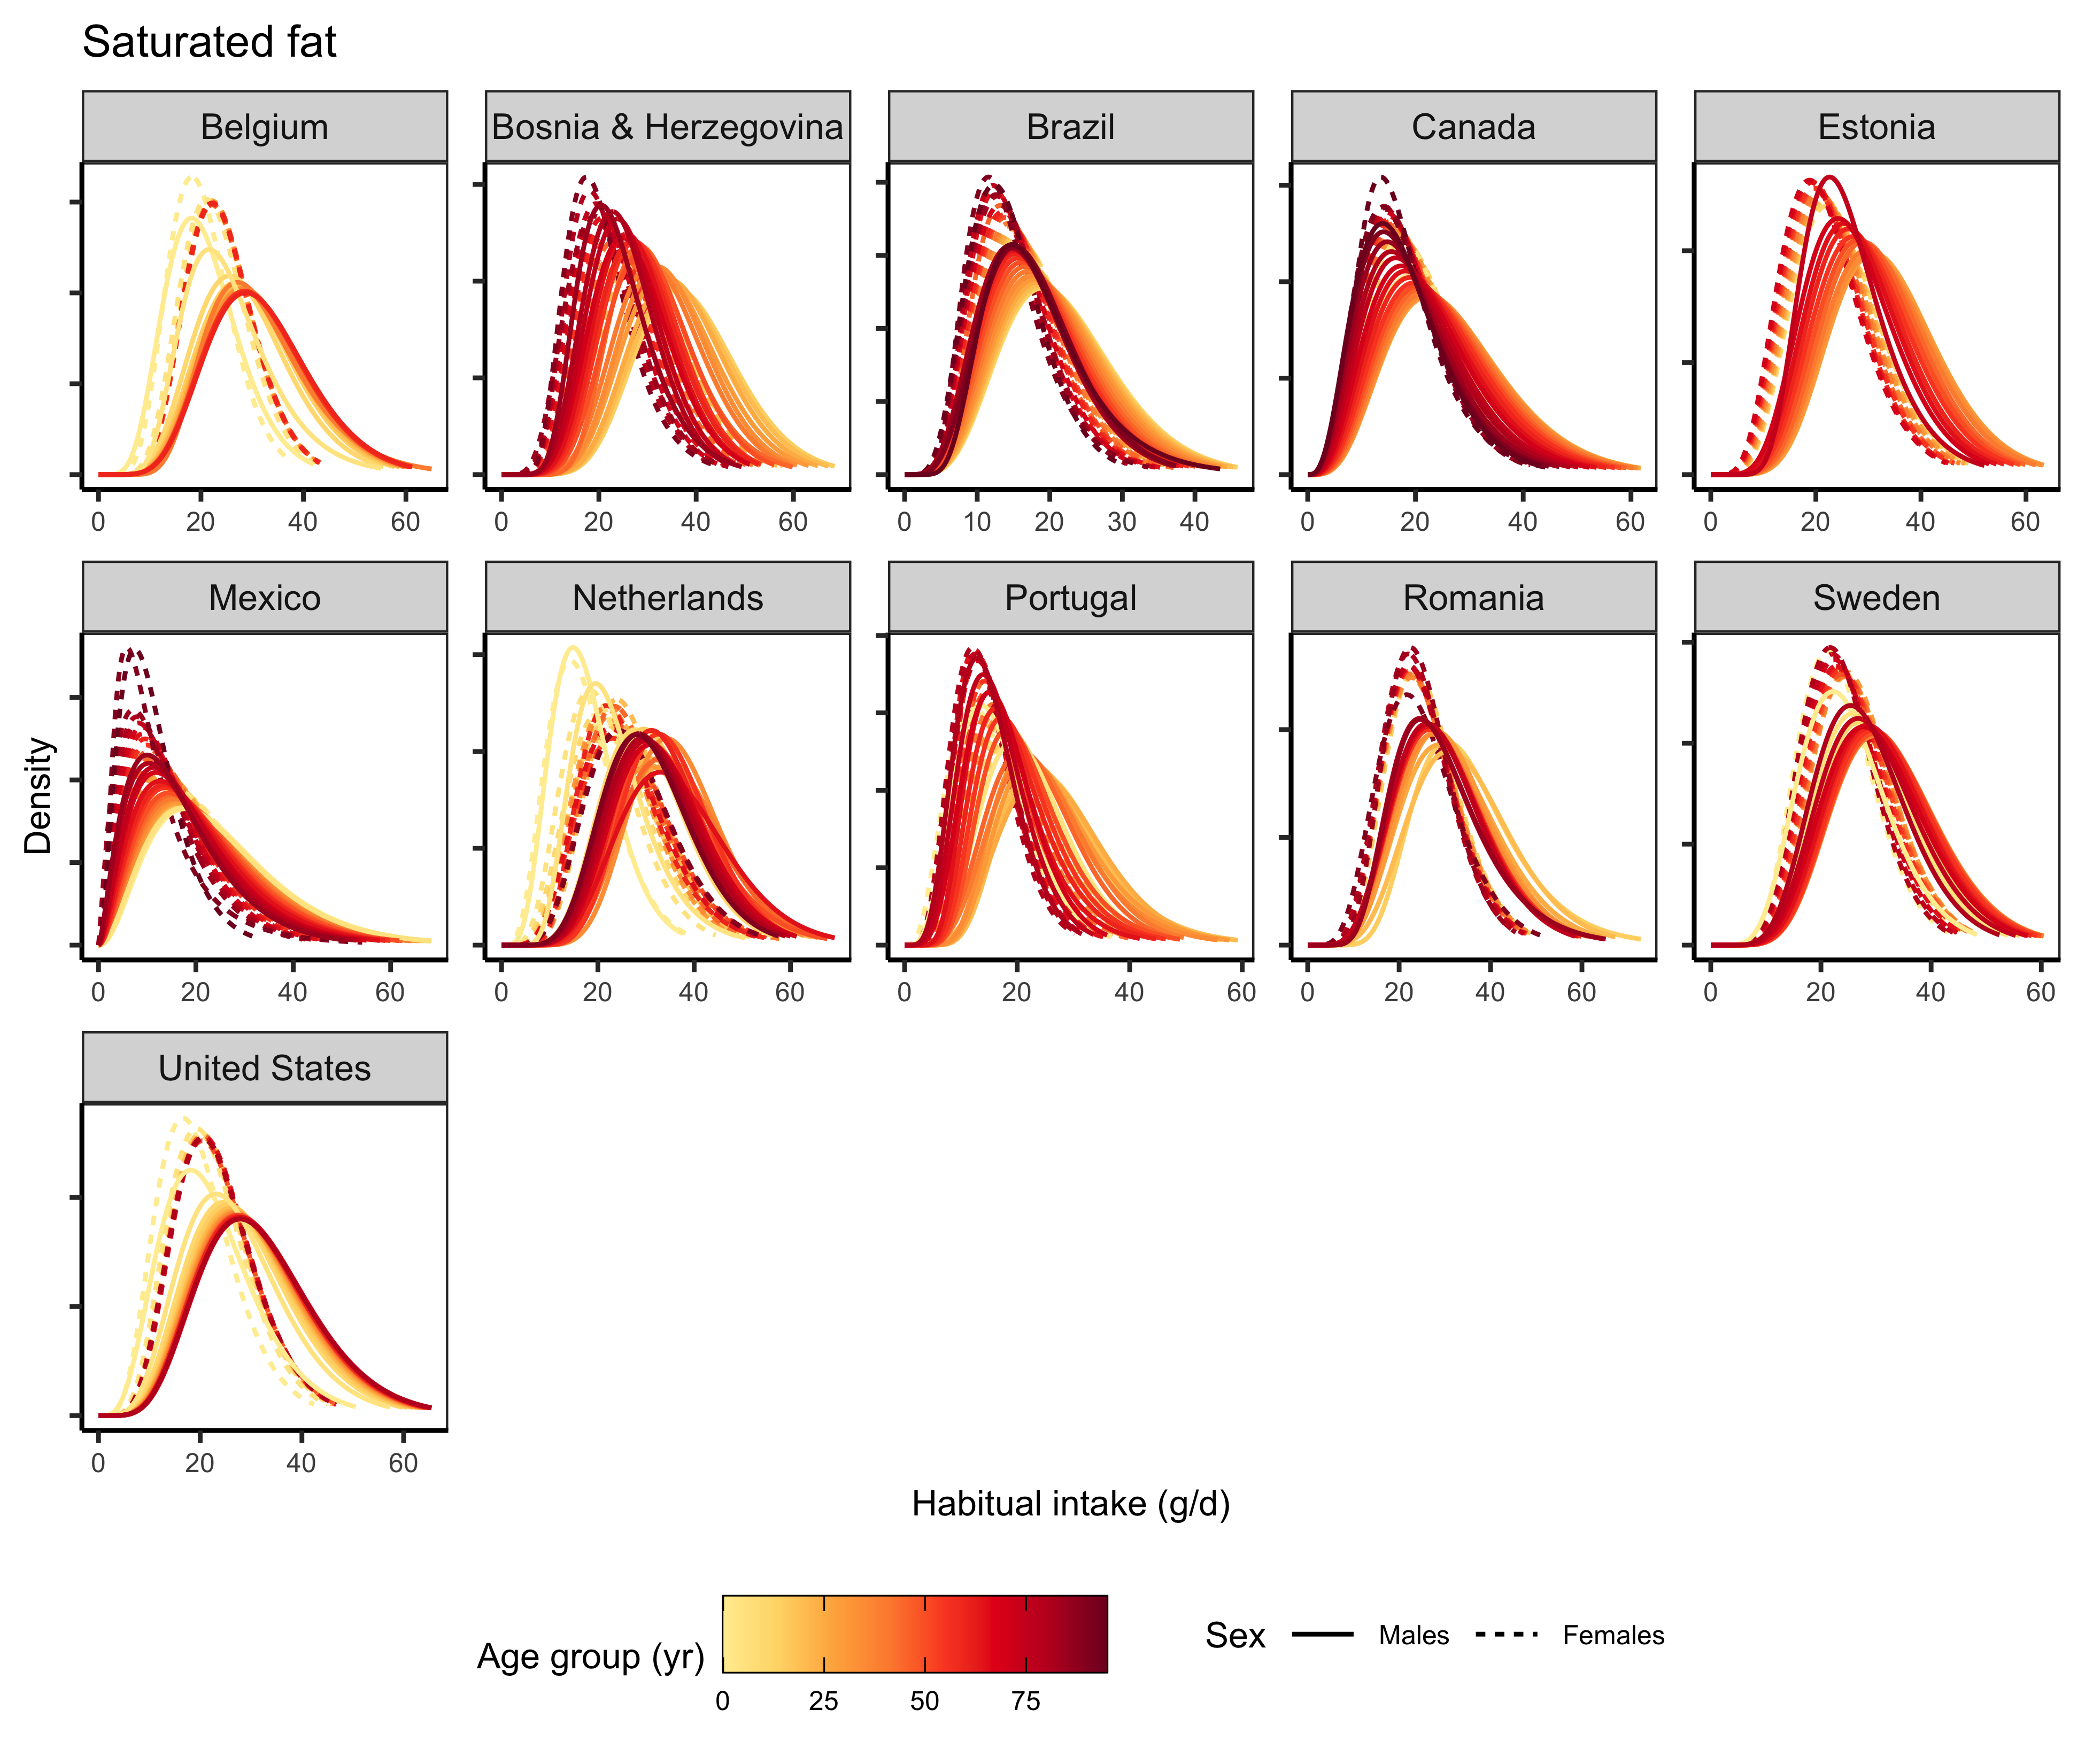 Saturated fat
Belgium
Bosnia & Herzegovina
Brazil
Canada
Estonia
0 20 40 60
0 20 40 60
0 10 20 30 40
0 20 40 60
0 20 40 60
Mexico
Netherlands
Portugal
Romania
Sweden
Density
0 20 40 60
0 20 40 60
0 20 40 60
0 20 40 60
0 20 40 60
United States
0 20 40 60
Habitual intake (g/d)
Age group (yr)
0 25 50 75
Sex
Males
Females